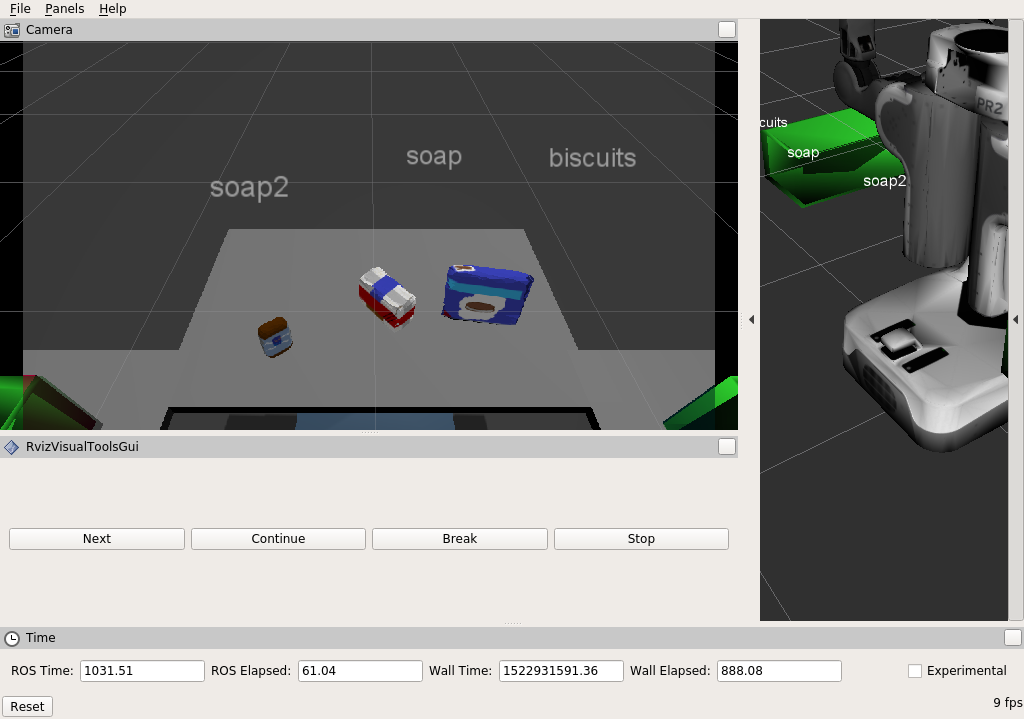 File Panels Help
Camera
soap2
soap
biscuits
cuits
soap
soap2
PR2
RvizVisualToolsGui
Next Continue Break Stop
Time
ROS Time: 1031.51 ROS Elapsed: 61.04 Wall Time: 1522931591.36 Wall Elapsed: 888.08 Experimental
Reset 9 fps